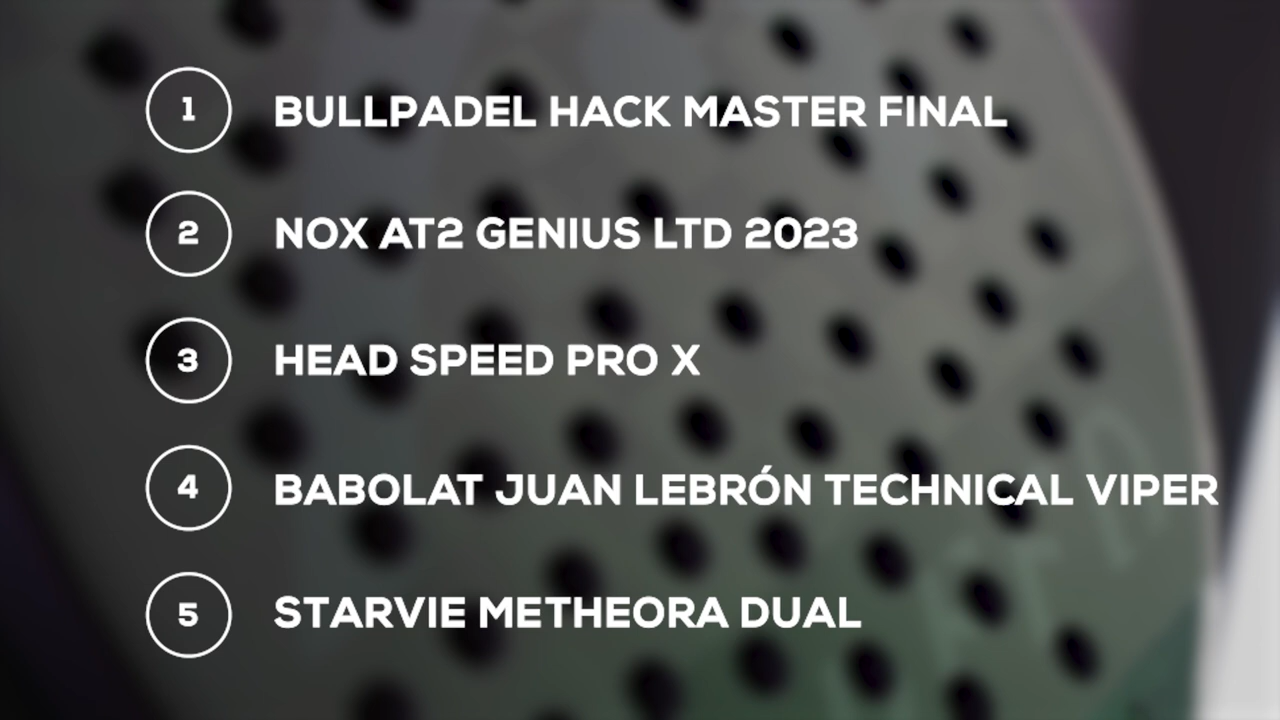 1 BULLPADEL HACK MASTER FINAL
2 NOX AT2 GENIUS LTD 2023
3 HEAD SPEED PRO X
4 BABOLAT JUAN LEBRÓN TECHNICAL VIPER
5 STARVIE METHEORA DUAL